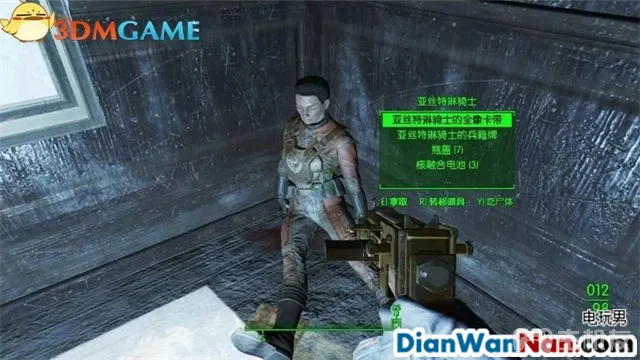 3DMGAME
亚丝特琳骑士
亚丝特琳骑士的全像卡带
亚丝特琳骑士的兵籍牌
瓶盖 (7)
核融合电池 (3)
...
E) 拿取 R) 转移道具 Y) 吃尸体
012
98
电玩男
DianWanNan.com